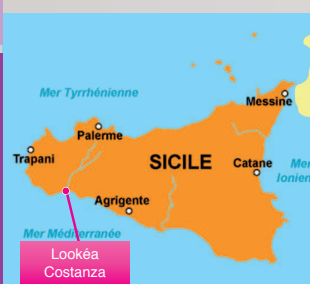 Mer Tyrrhénienne
Messine
Palerme
Trapani
SICILE
Catane
Mer
Ionien
Agrigente
Mer Méditerranée
Lookéa
Costanza